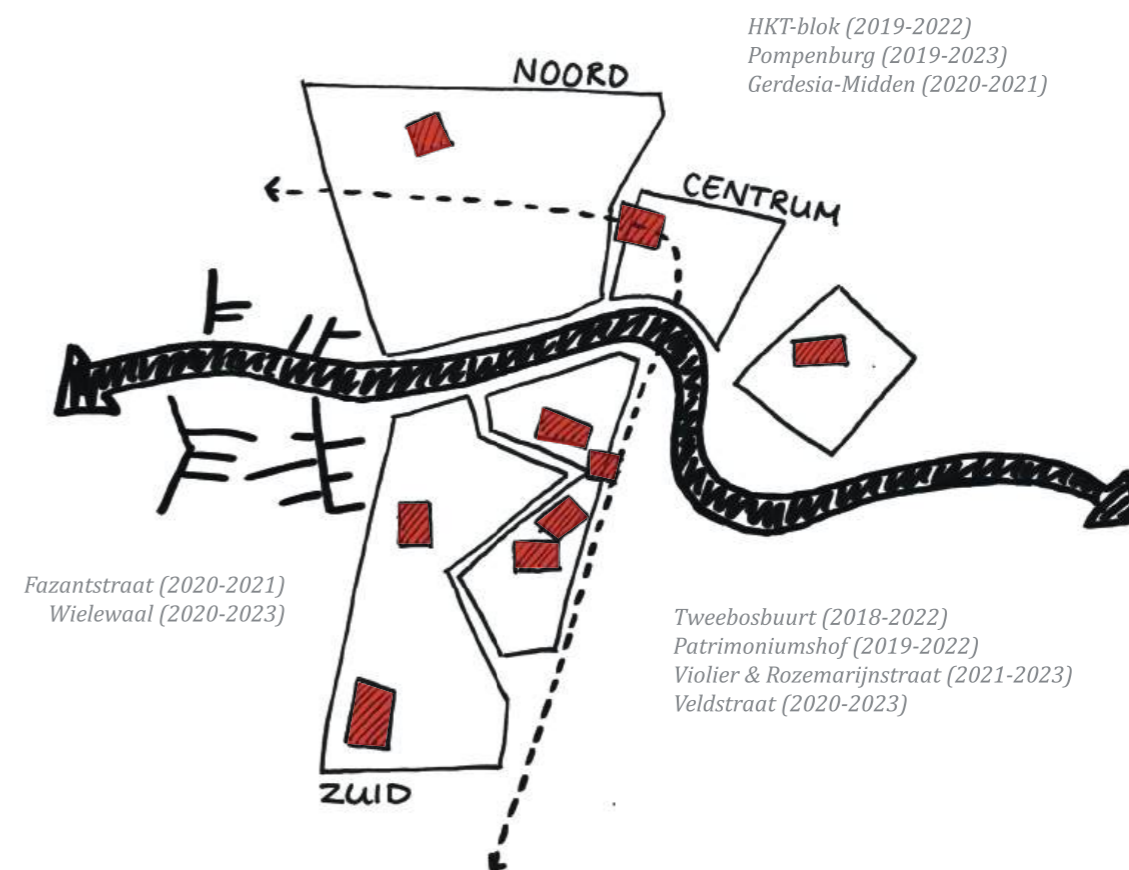 HKT-blok (2019-2022)
Pompenburg (2019-2023)
Gerdesia-Midden (2020-2021)
NOORD
CENTRUM
Fazantstraat (2020-2021)
Wielewaal (2020-2023)
Tweebosbuurt (2018-2022)
Patrimoniumshof (2019-2022)
Violier & Rozemarijnstraat (2021-2023)
Veldstraat (2020-2023)
ZUID